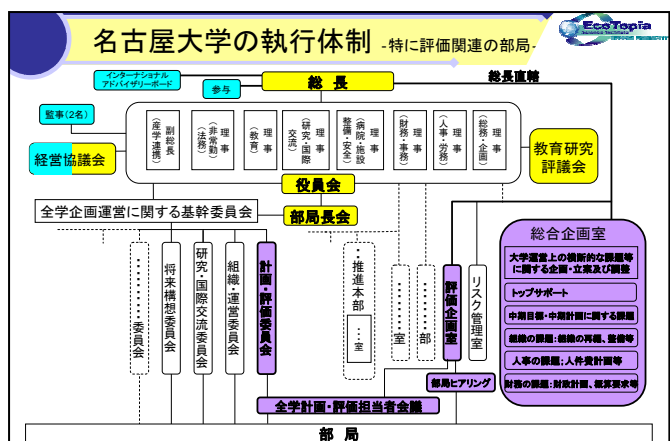 名古屋大学の執行体制 -特に評価関連の部局-
EcoTopia
Science Institute
インターナショナル
アドバイザリーボード
参与
総長
総長直轄
監事(2名)
経営協議会
副総長
(産学連携)
理事
(非常勤)
(法務)
理事
(教育)
理事
(研究・国際
交流)
理事
(病院・施設
整備・安全)
理事
(財務・事務)
理事
(人事・労務)
理事
(総務・企画)
教育研究
評議会
役員会
全学企画運営に関する基幹委員会
部局長会
・・・・・・・・・委員会
将来構想委員会
研究・国際交流委員会
組織・運営委員会
計画・評価委員会
・・推進本部
・・室
・・・・・・・室
・・・・・・・部
評価企画室
リスク管理室
総合企画室
大学運営上の横断的な課題等
に関する企画・立案及び調整
トップサポート
中期目標・中期計画に関する課題
組織の課題:組織の再編、整備等
人事の課題:人件費計画等
財務の課題:財政計画、概算要求等
部局ヒアリング
全学計画・評価担当者会議
部局